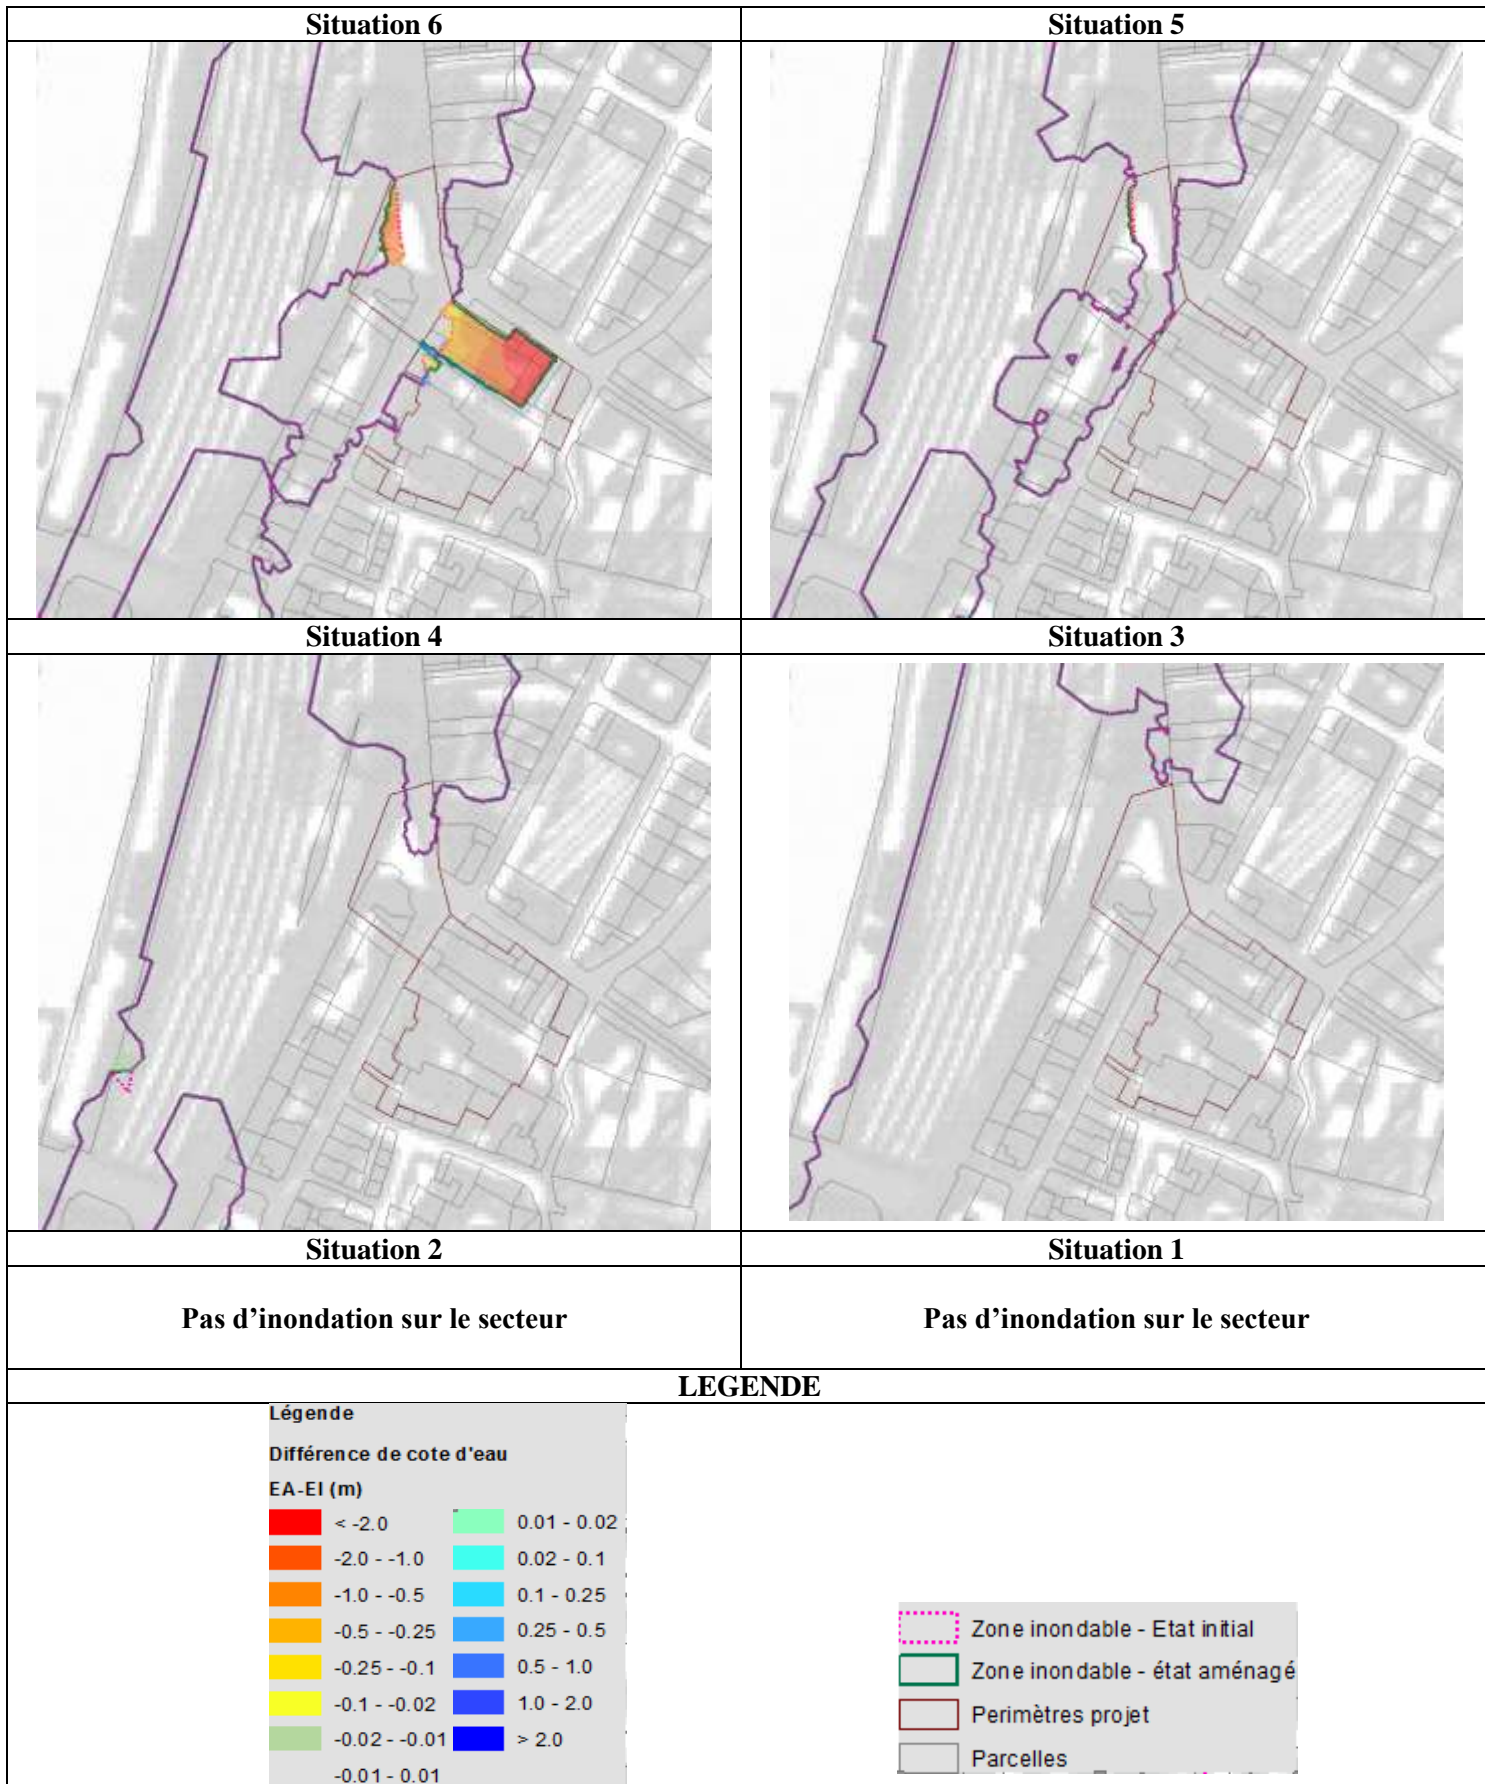 Situation 6
Situation 5
Situation 4
Situation 3
Situation 2
Situation 1
Pas d'inondation sur le secteur
Pas d'inondation sur le secteur
LEGENDE
Légende
Différence de cote d'eau
EA-EI (m)
< -2.0
-2.0 - -1.0
-1.0 - -0.5
-0.5 - -0.25
-0.25 - -0.1
-0.1 - -0.02
-0.02 - -0.01
-0.01 - 0.01
0.01 - 0.02
0.02 - 0.1
0.1 - 0.25
0.25 - 0.5
0.5 - 1.0
1.0 - 2.0
> 2.0
Zone inondable - Etat initial
Zone inondable - état aménagé
Perimètres projet
Parcelles